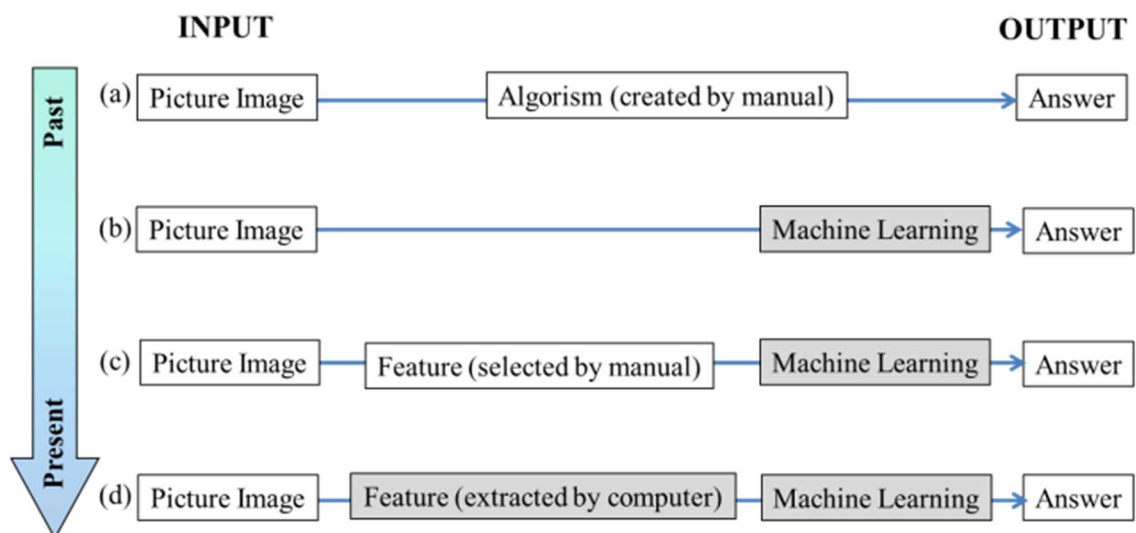 INPUT
OUTPUT
Past
(a) Picture Image Algorism (created by manual) Answer
(b) Picture Image Machine Learning Answer
(c) Picture Image Feature (selected by manual) Machine Learning Answer
Present
(d) Picture Image Feature (extracted by computer) Machine Learning Answer